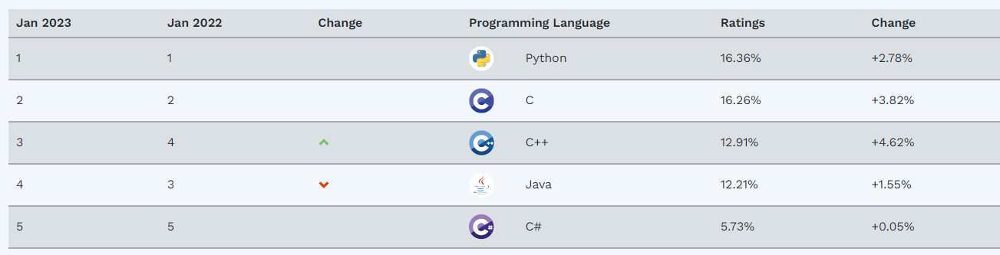 Jan 2023 Jan 2022 Change Programming Language Ratings Change
1 1 Python 16.36% +2.78%
2 2 C 16.26% +3.82%
3 4 C++ 12.91% +4.62%
4 3 Java 12.21% +1.55%
5 5 C# 5.73% +0.05%